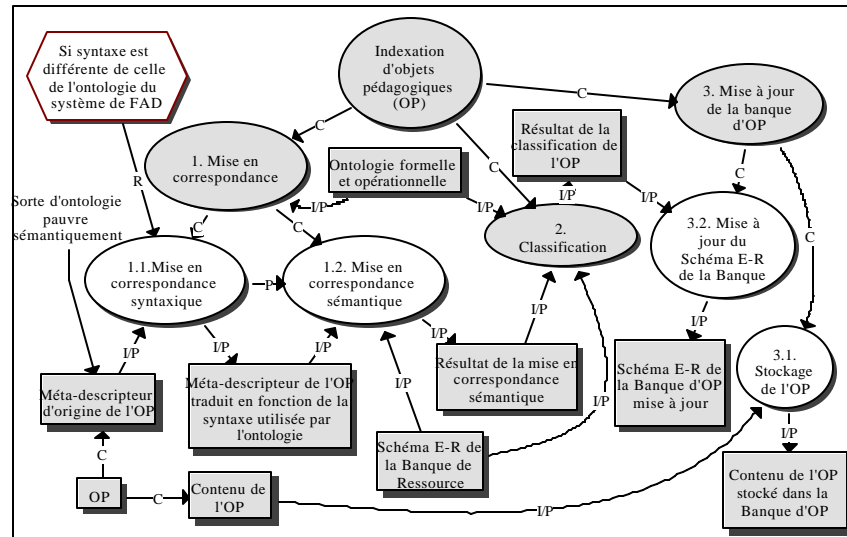 Si syntaxe est
différente de celle
de l'ontologie du
système de FAD
Indexation
d'objets
pédagogiques
(OP)
C
3. Mise à jour
de la banque
d'OP
C
Résultat de la
classification de
l'OP
1. Mise en
correspondance
Ontologie formelle
et opérationnelle
C
R
I/P
I/P
I/P
I/P
C
Sorte d'ontologie
pauvre
sémantiquement
C
C
2.
Classification
3.2. Mise à
jour du
Schéma E-R
de la Banque
C
1.1.Mise en
correspondance
syntaxique
P
1.2. Mise en
correspondance
sémantique
I/P
I/P
I/P
I/P
I/P
I/P
3.1.
Stockage
de l'OP
Méta-descripteur
d'origine de l'OP
Méta-descripteur de l'OP
traduit en fonction de la
syntaxe utilisée par
l'ontologie
I/P
Résultat de la mise en
correspondance
sémantique
Schéma E-R de
la Banque d'OP
mise à jour
I/P
I/P
C
Schéma E-R de
la Banque de
Ressource
OP
C
Contenu de
l'OP
I/P
Contenu de l'OP
stocké dans la
Banque d'OP